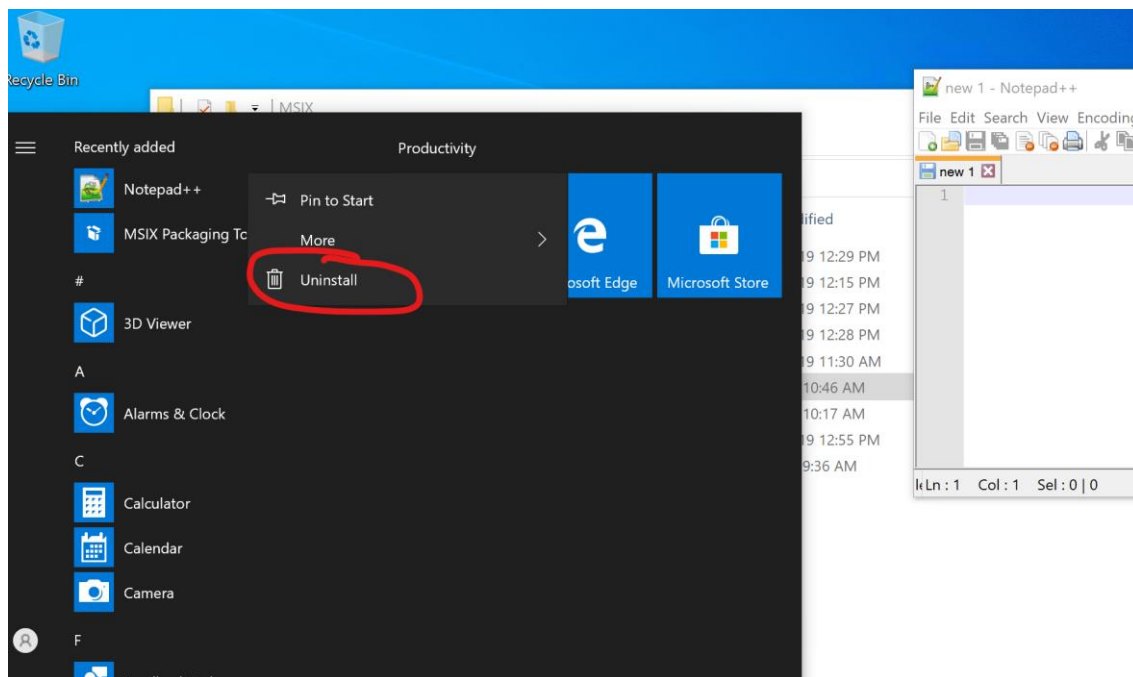 Recycle Bin
MSIX
new 1 - Notepad++
File Edit Search View Encoding
new 1
1
Ln : 1 Col : 1 Sel : 0 | 0
Recently added
Productivity
Notepad++
MSIX Packaging To
#
3D Viewer
A
Alarms & Clock
C
Calculator
Calendar
Camera
F
Pin to Start
More
Uninstall
osoft Edge
Microsoft Store
lified
19 12:29 PM
19 12:15 PM
19 12:27 PM
19 12:28 PM
19 11:30 AM
10:46 AM
10:17 AM
19 12:55 PM
9:36 AM